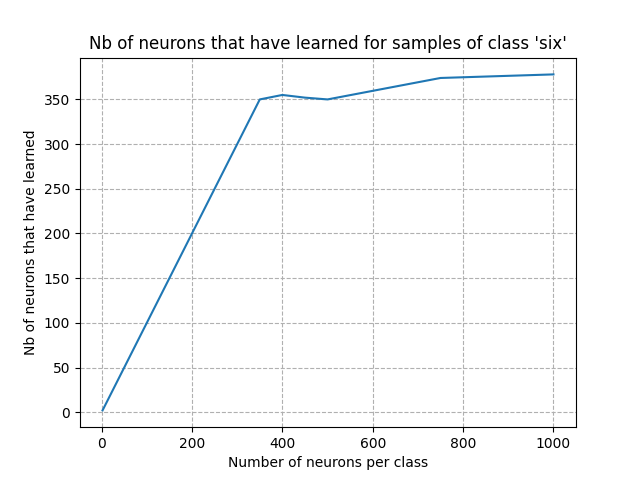 Nb of neurons that have learned for samples of class 'six'
Nb of neurons that have learned
350
300
250
200
150
100
50
0
0 200 400 600 800 1000
Number of neurons per class